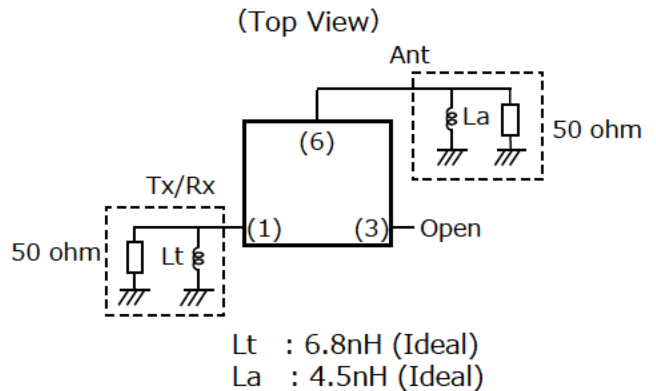 (Top View)
Ant
La
50 ohm
(6)
Tx/Rx
(1)
(3)
Open
50 ohm
Lt
Lt : 6.8nH (Ideal)
La : 4.5nH (Ideal)